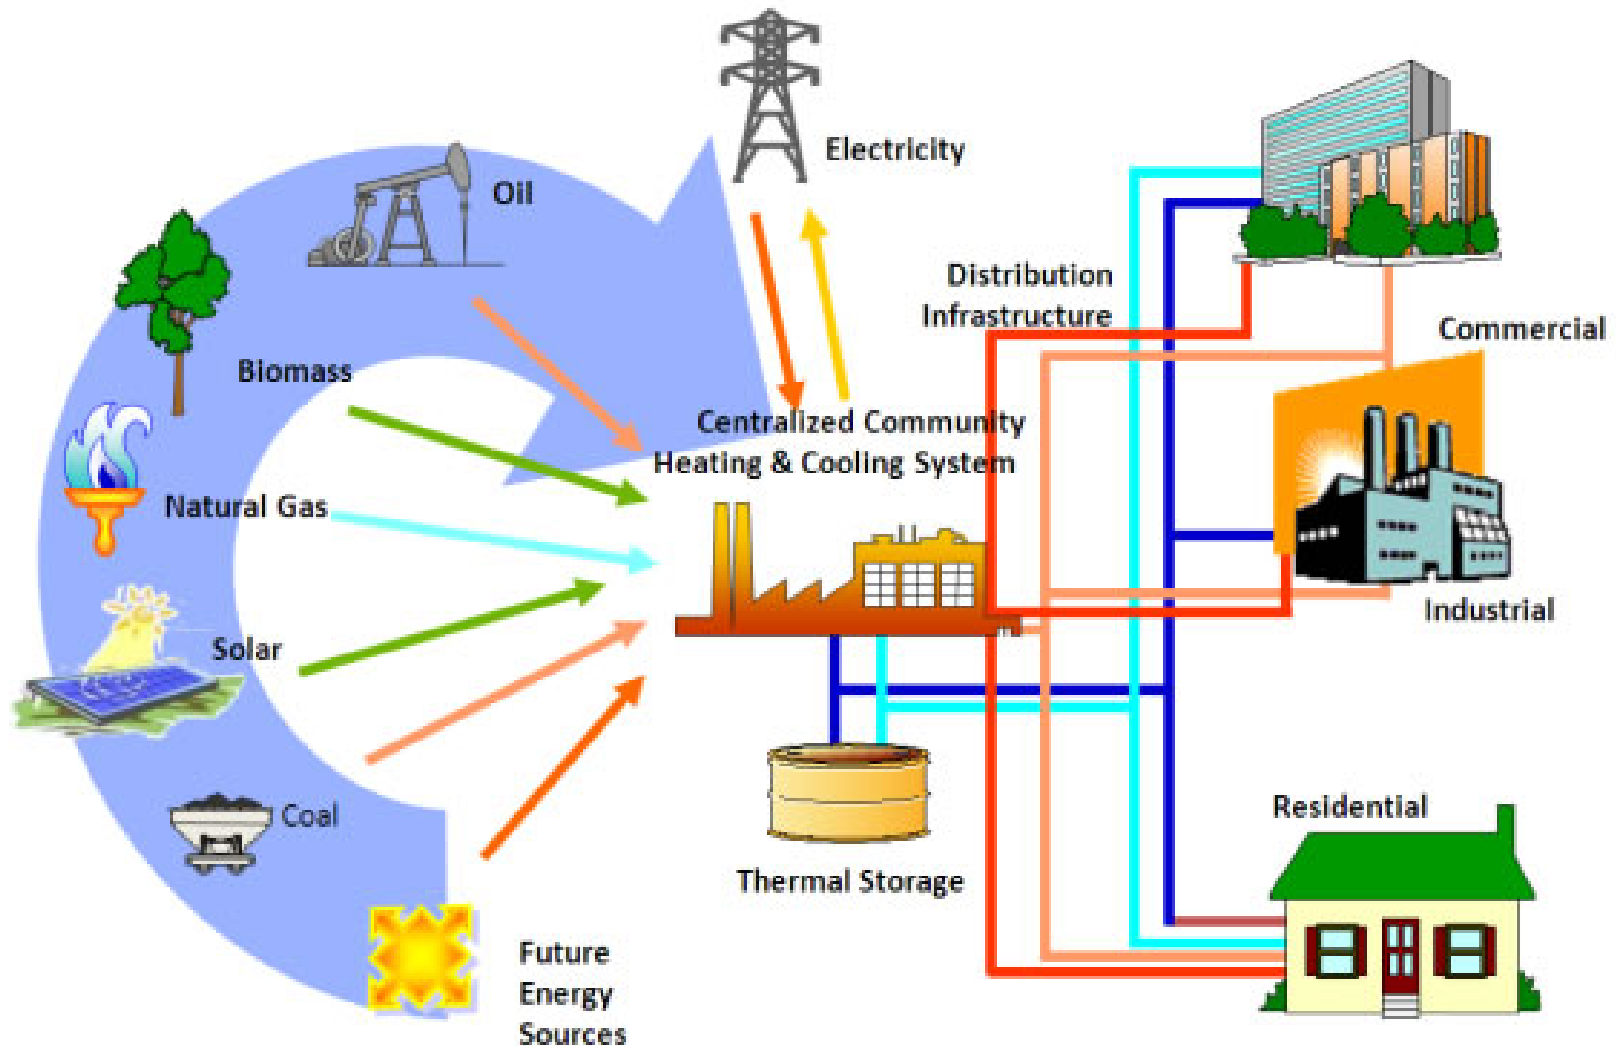 Electricity
Oil
Distribution
Infrastructure
Commercial
Biomass
Centralized Community
Heating & Cooling System
Natural Gas
Industrial
Solar
Coal
Residential
Thermal Storage
Future
Energy
Sources